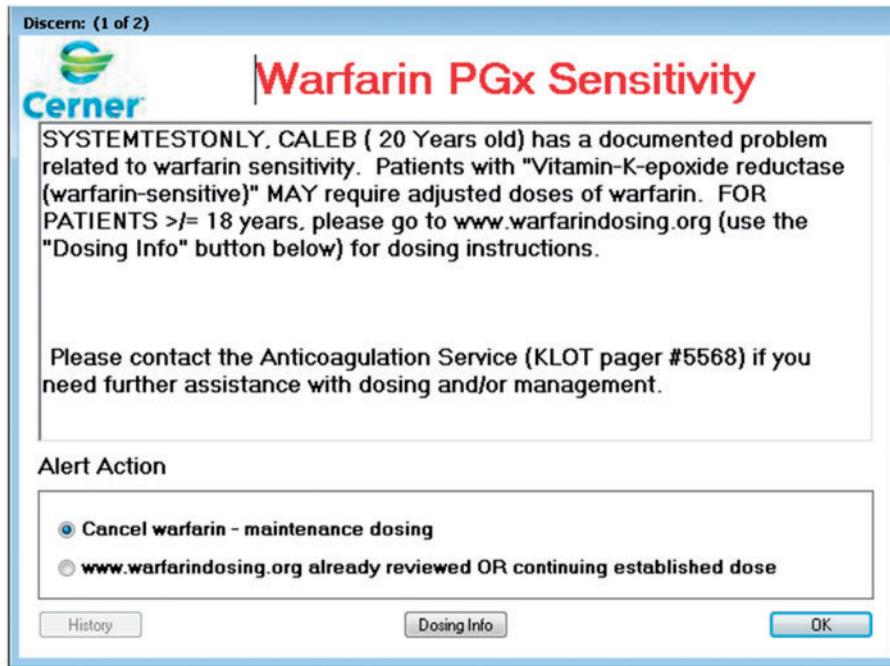 Discern: (1 of 2)
Cerner
Warfarin PGx Sensitivity
SYSTEMTESTONLY, CALEB ( 20 Years old) has a documented problem
related to warfarin sensitivity. Patients with "Vitamin-K-epoxide reductase
(warfarin-sensitive)" MAY require adjusted doses of warfarin. FOR
PATIENTS >/= 18 years, please go to www.warfarindosing.org (use the
"Dosing Info" button below) for dosing instructions.
Please contact the Anticoagulation Service (KLOT pager #5568) if you
need further assistance with dosing and/or management.
Alert Action
Cancel warfarin - maintenance dosing
www.warfarindosing.org already reviewed OR continuing established dose
History Dosing Info OK